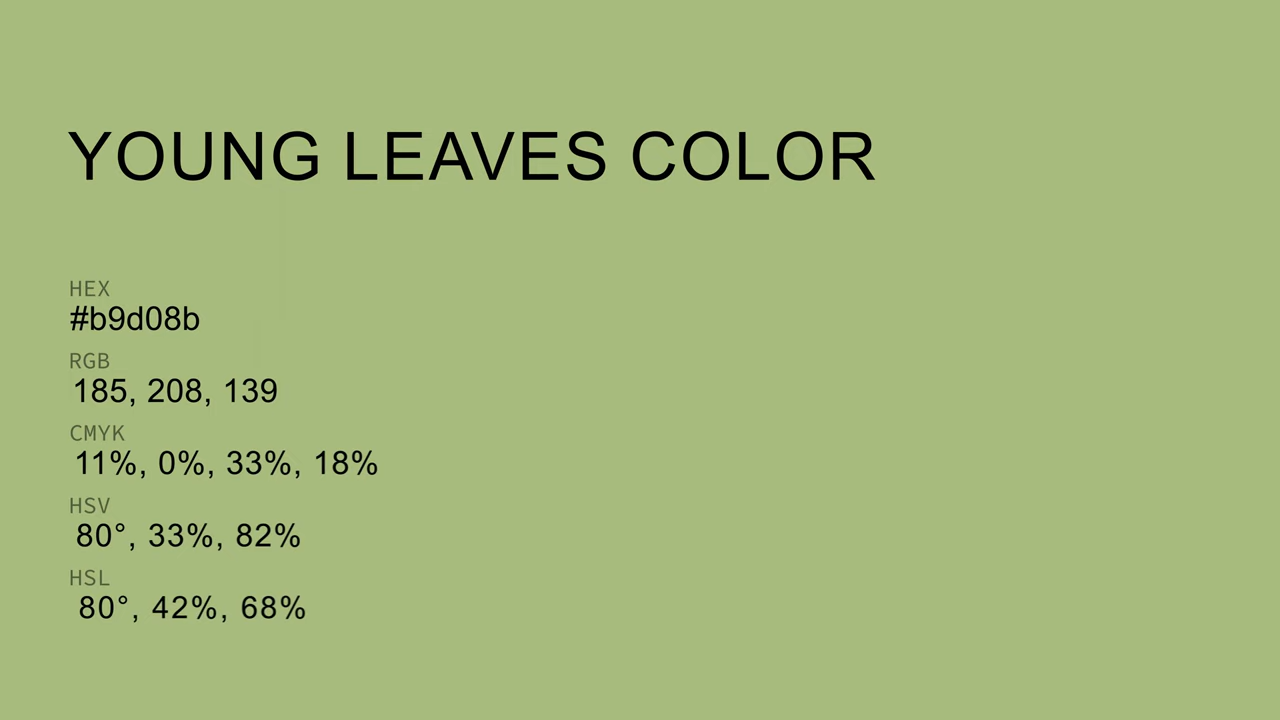 YOUNG LEAVES COLOR
HEX
#b9d08b
RGB
185, 208, 139
CMYK
11%, 0%, 33%, 18%
HSV
80°, 33%, 82%
HSL
80°, 42%, 68%